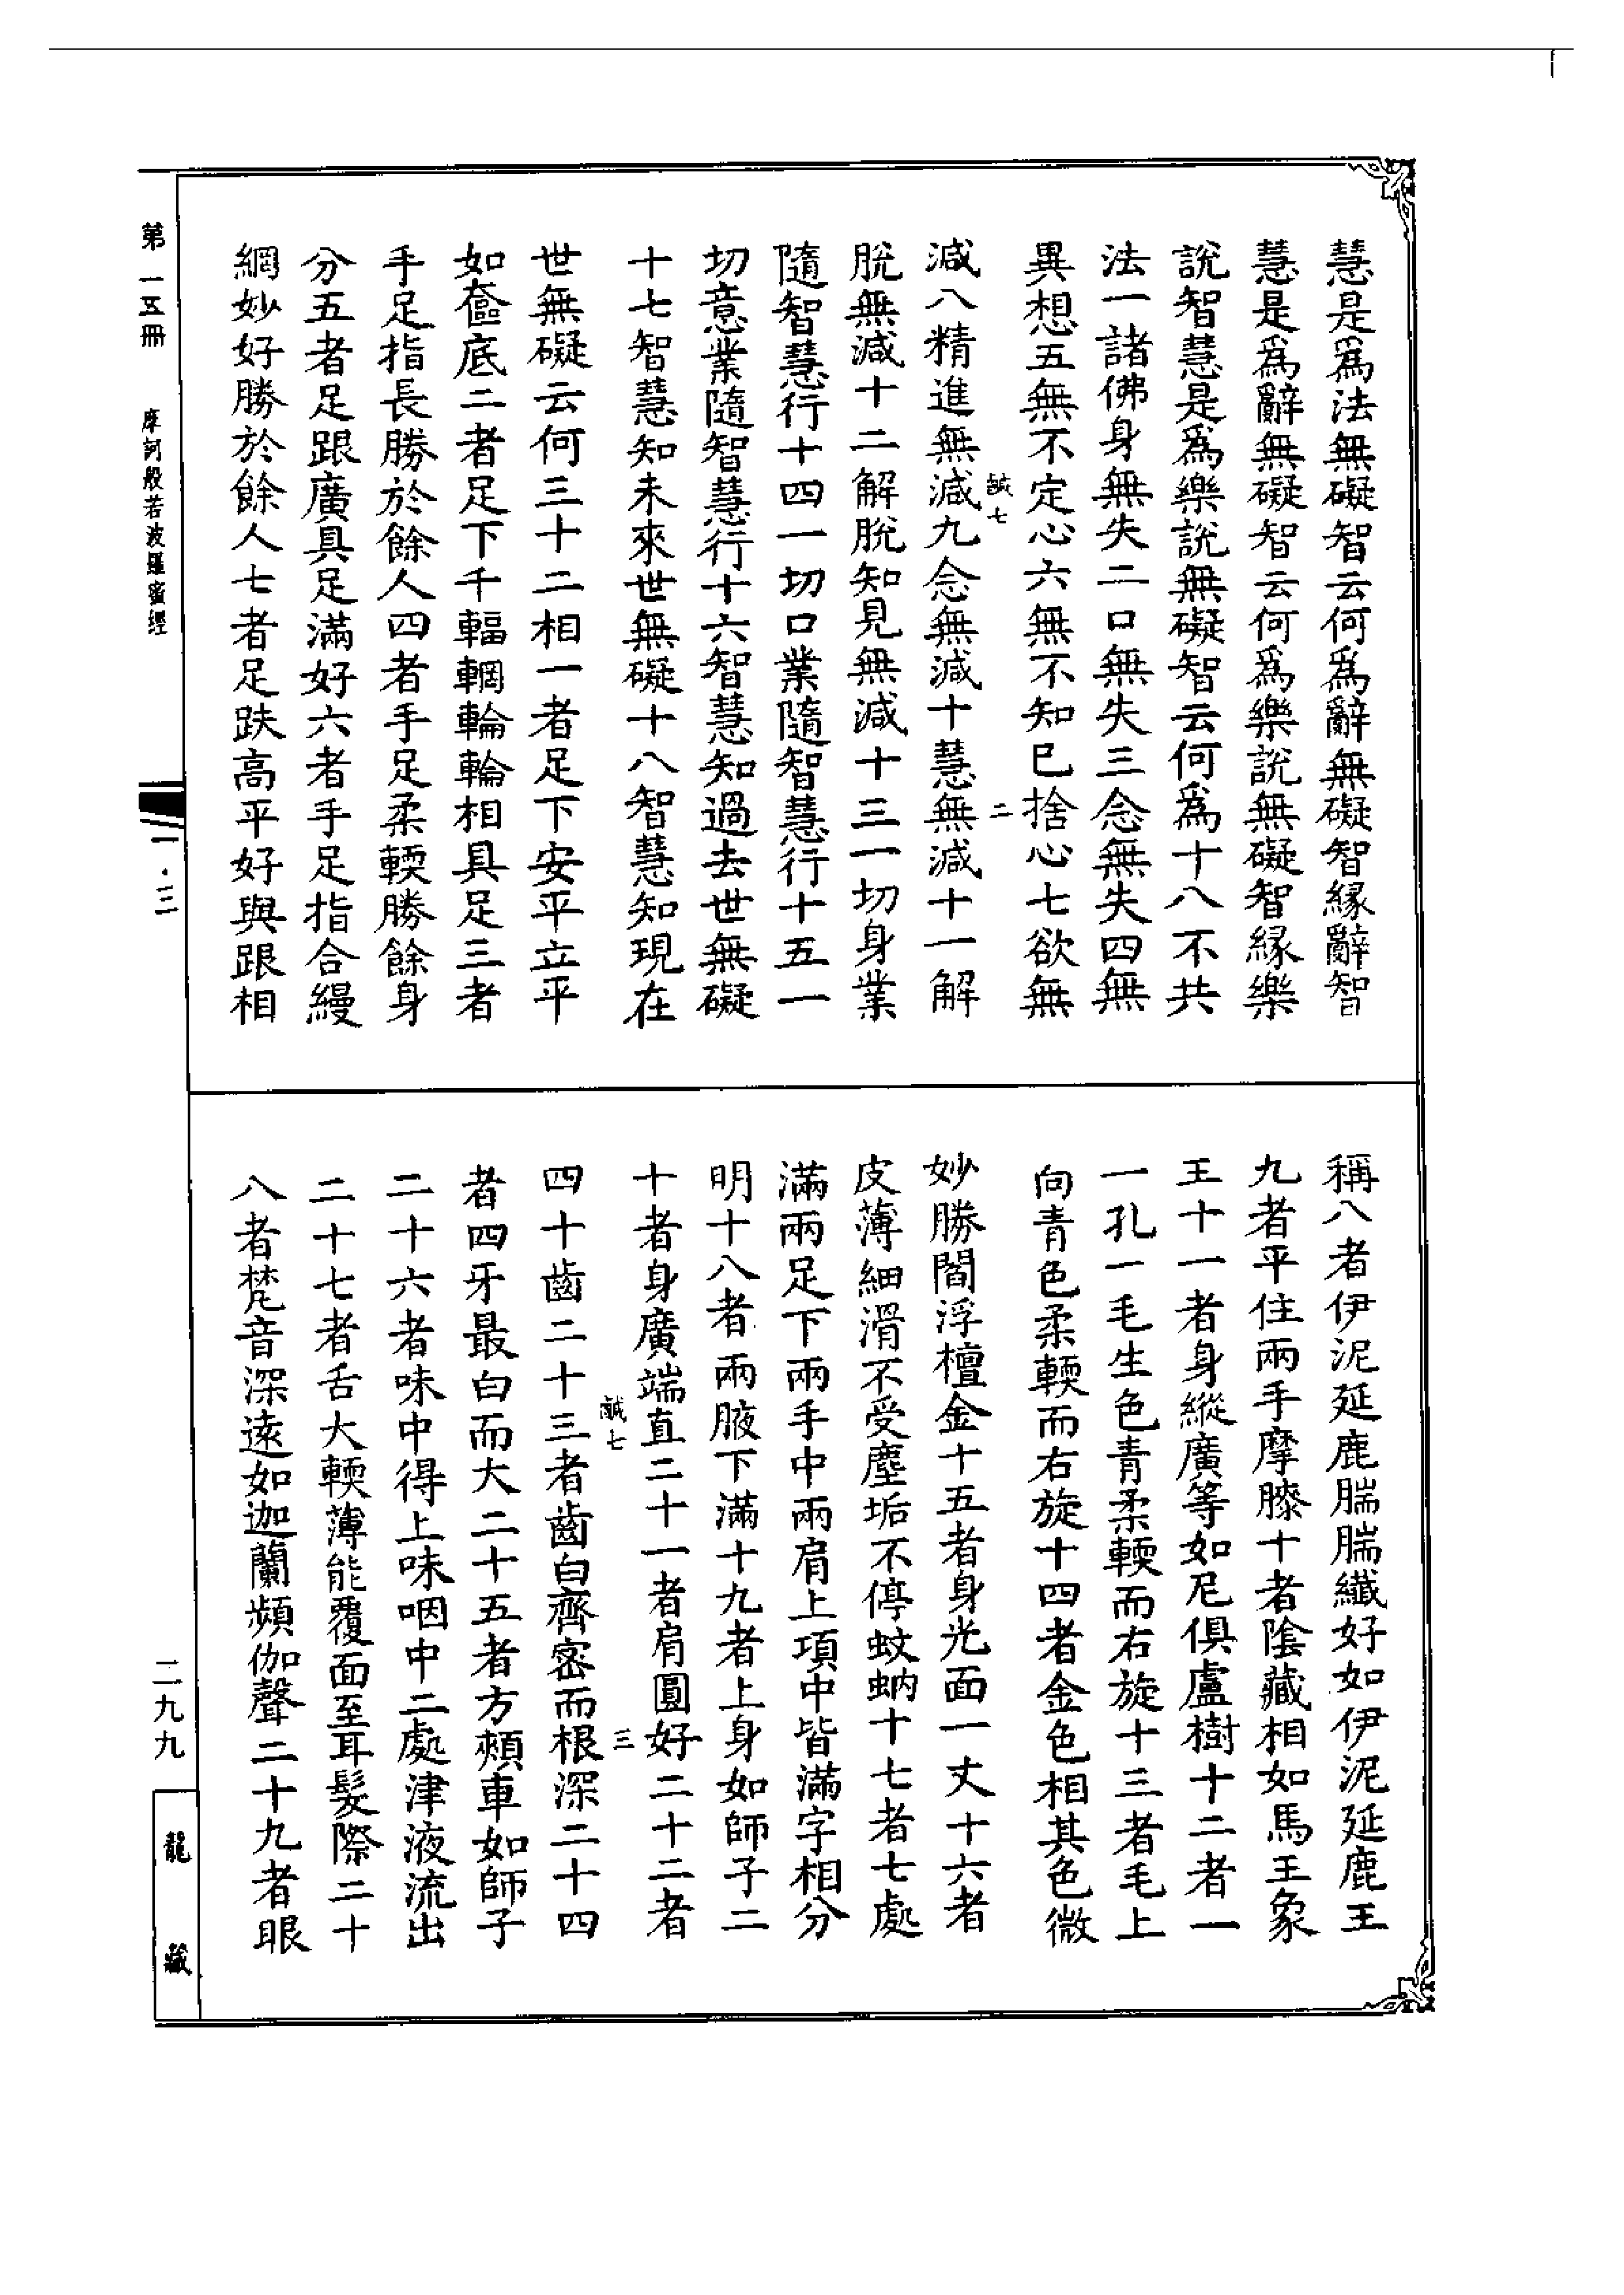 慧是爲法無礙智云何爲辭無礙智緣辭智
慧是爲辭無礙智云何爲樂說無礙智緣樂
說智慧是爲樂說無礙智云何爲十八不共
法一諸佛身無失二口無失三念無失四無
異想五無不定心六無不知已捨心七欲無
鹹七 二
減八精進無減九念無減十慧無減十一解
脫無減十二解脫知見無減十三一切身業
隨智慧行十四一切口業隨智慧行十五一
切意業隨智慧行十六智慧知過去世無礙
十七智慧知未來世無礙十八智慧知現在
世無礙云何三十二相一者足下安平立平
如奩底二者足下千輻輞輪輪相具足三者
手足指長勝於餘人四者手足柔輭勝餘身
分五者足跟廣具足滿好六者手足指合縵
網妙好勝於餘人七者足趺高平好與跟相
稱八者伊泥延鹿腨腨纖好如伊泥延鹿王
九者平住兩手摩膝十者陰藏相如馬王象
王十一者身縱廣等如尼俱盧樹十二者一
一孔一毛生色青柔輭而右旋十三者毛上
向青色柔輭而右旋十四者金色相其色微
妙勝閻浮檀金十五者身光面一丈十六者
皮薄細滑不受塵垢不停蚊蚋十七者七處
滿兩足下兩手中兩肩上項中皆滿字相分
明十八者兩腋下滿十九者上身如師子二
十者身廣端直二十一者肩圓好二十二者
鹹七 三
四十齒二十三者齒白齊密而根深二十四
者四牙最白而大二十五者方頰車如師子
二十六者味中得上味咽中二處津液流出
二十七者舌大輭薄能覆面至耳髮際二十
八者梵音深遠如迦蘭頻伽聲二十九者眼
第一五冊 摩訶般若波羅蜜經 一·三 二九九 龍藏